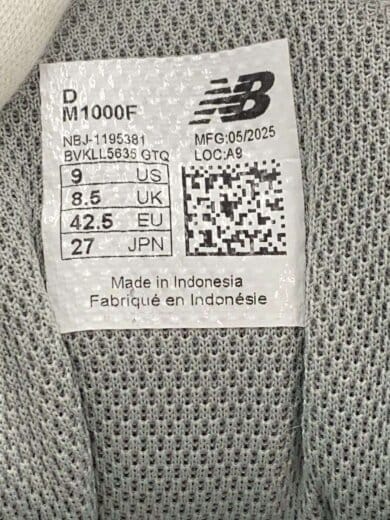 D
M1000F
NB
NBJ-1195381
BVKLL5635 GTQ
MFG:05/2025
LOC:A9
9 US
8.5 UK
42.5 EU
27 JPN
Made in Indonesia
Fabriqué en Indonésie